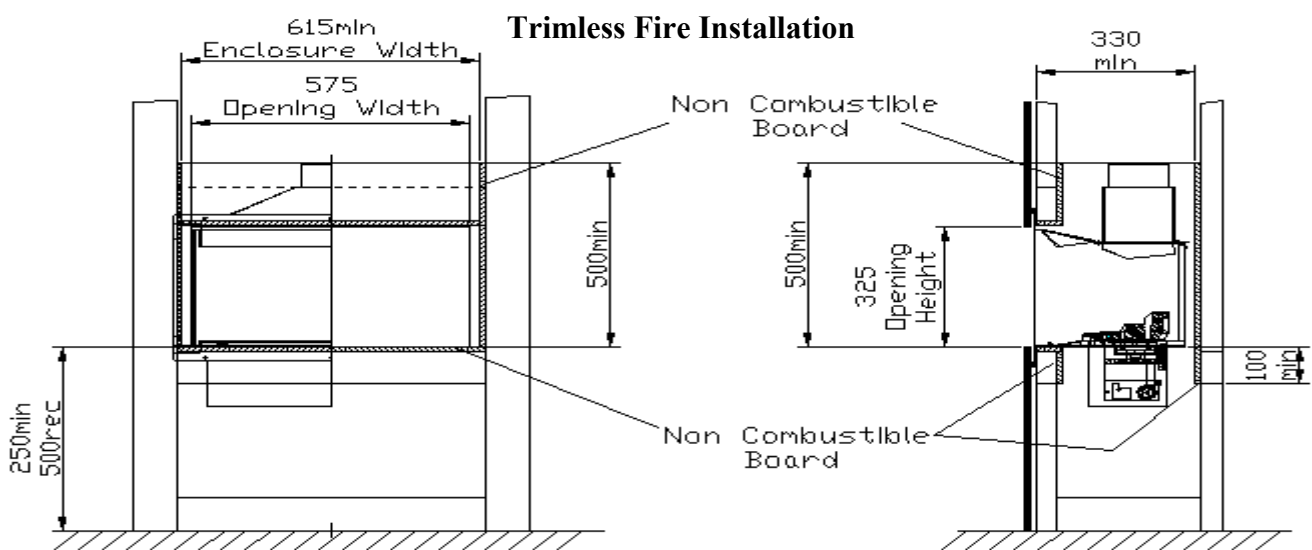 Trimless Fire Installation
615min
Enclosure Width
575
Opening Width
330
min
Non Combustible
Board
500min
500min
325
Opening
Height
100
min
250min
500rec
Non Combustible
Board